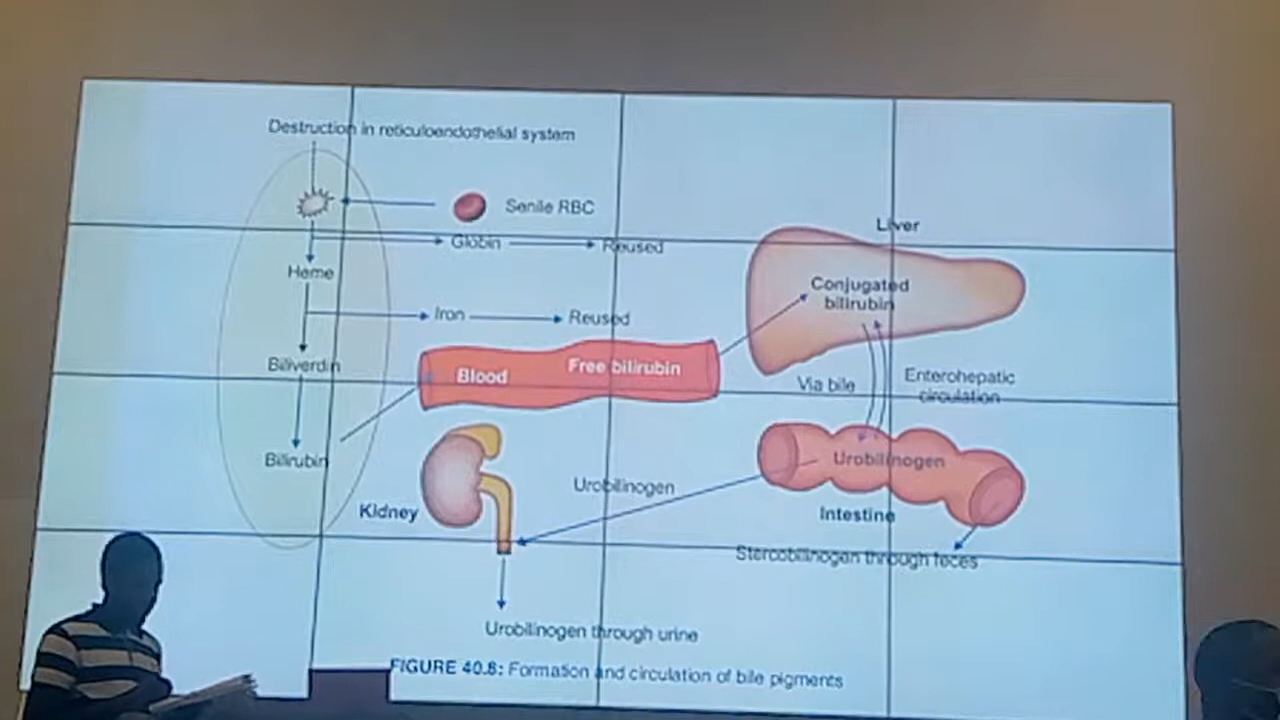 Destruction in reticuloendothelial system
Senile RBC
Globin
Reused
Heme
Iron
Reused
Biliverdin
Bilirubin
Blood
Free bilirubin
Liver
Conjugated
bilirubin
Via bile
Enterohepatic
circulation
Urobilinogen
Intestine
Kidney
Urobilinogen
Stercobilinogen through feces
Urobilinogen through urine
FIGURE 40.8: Formation and circulation of bile pigments